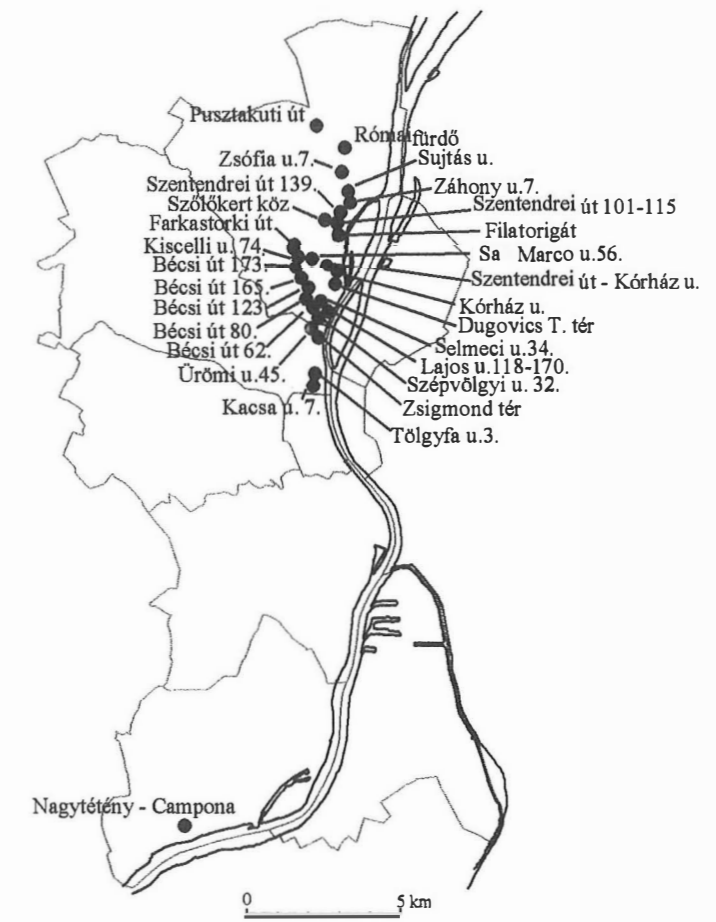 Pusztakuti út
Római fürdő
Zsófia u.7.
Sujtás u.
Szentendrei út 139.
Záhony u.7.
Szőlőkert köz
Szentendrei út 101-115
Farkastorki út
Filatorigát
Kiscelli u. 74.
Sa Marco u.56.
Bécsi út 173.
Szentendrei út - Kórház u.
Bécsi út 165.
Kórház u.
Bécsi út 123.
Dugovics T. tér
Bécsi út 80.
Selmeci u.34.
Bécsi út 62.
Lajos u.118-170.
Ürömi u.45.
Szépvölgyi u. 32.
Kacsa u. 7.
Zsigmond tér
Tölgyfa u.3.
Nagytétény - Campona
0 5 km